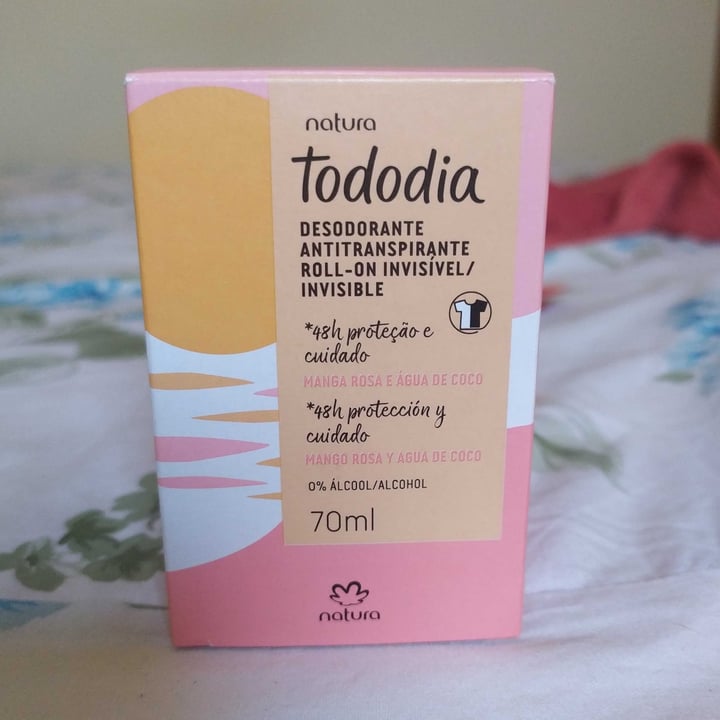 natura
tododia
DESODORANTE
ANTITRANSPIRANTE
ROLL-ON INVISÍVEL/
INVISIBLE
*48h proteção e
cuidado
MANGA ROSA E ÁGUA DE COCO
*48h protección y
cuidado
MANGO ROSA Y AGUA DE COCO
0% ÁLCOOL/ALCOHOL
70ml
natura